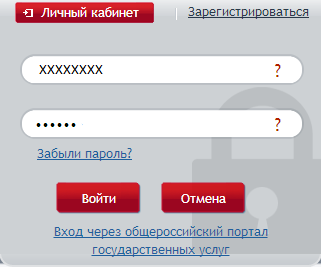 Личный кабинет
Зарегистрироваться
XXXXXXXX
?
••••••
?
Забыли пароль?
Войти
Отмена
Вход через общероссийский портал
государственных услуг